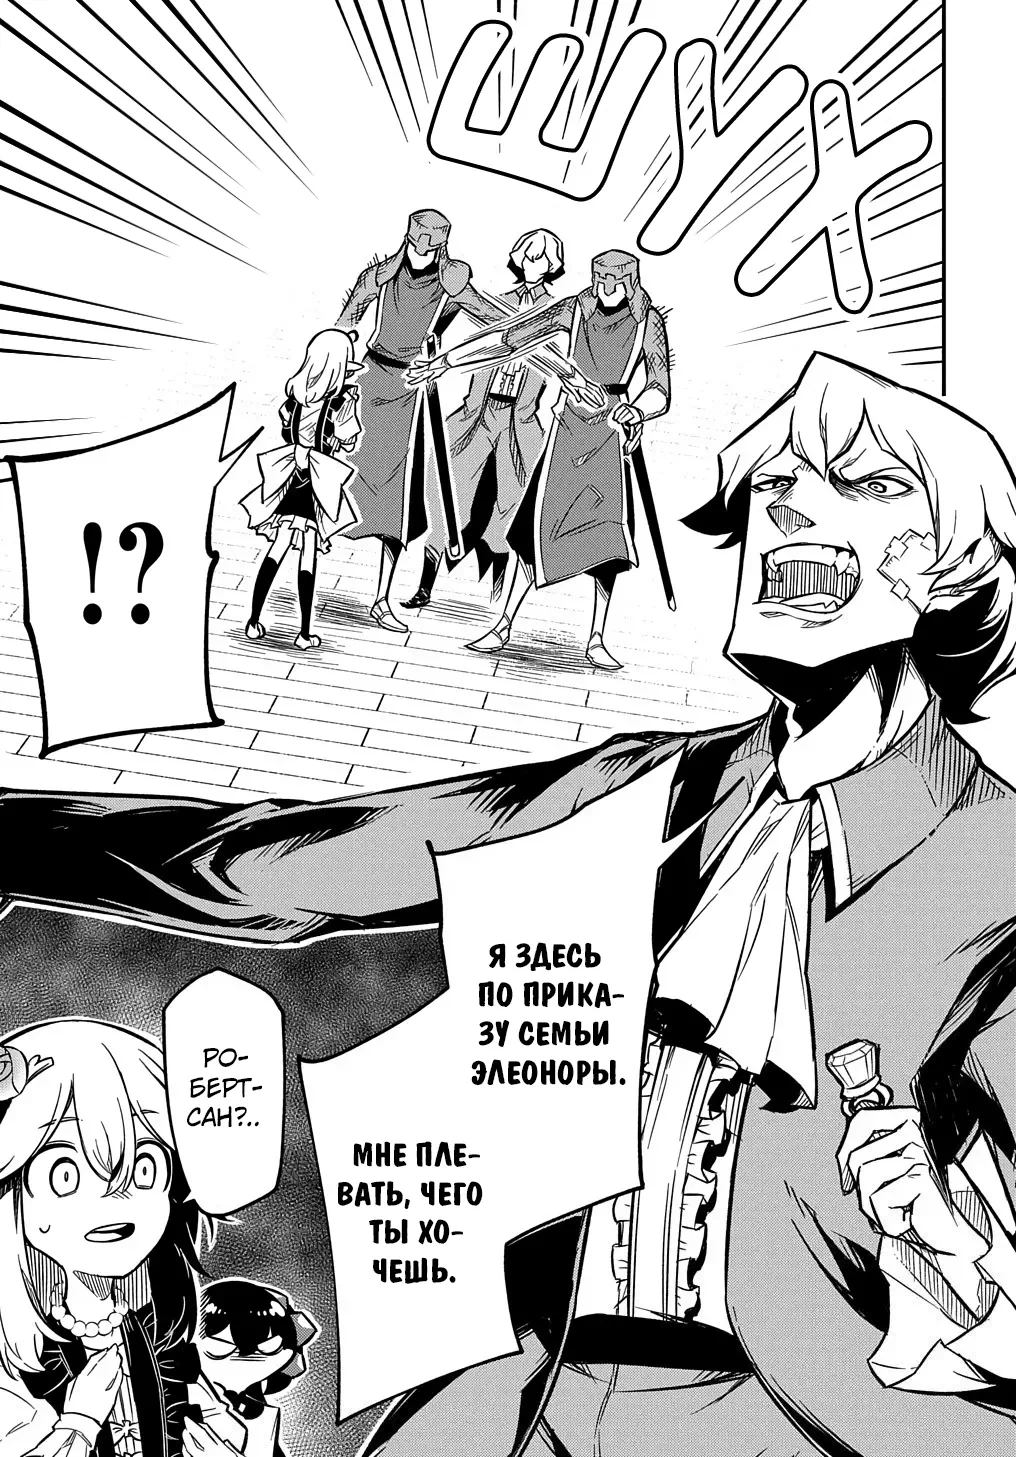 ШУХ
!?
Я ЗДЕСЬ
ПО ПРИКА-
ЗУ СЕМЬИ
ЭЛЕОНОРЫ.
МНЕ ПЛЕ-
ВАТЬ, ЧЕГО
ТЫ ХО-
ЧЕШЬ.
РО-
БЕРТ-
САН?..